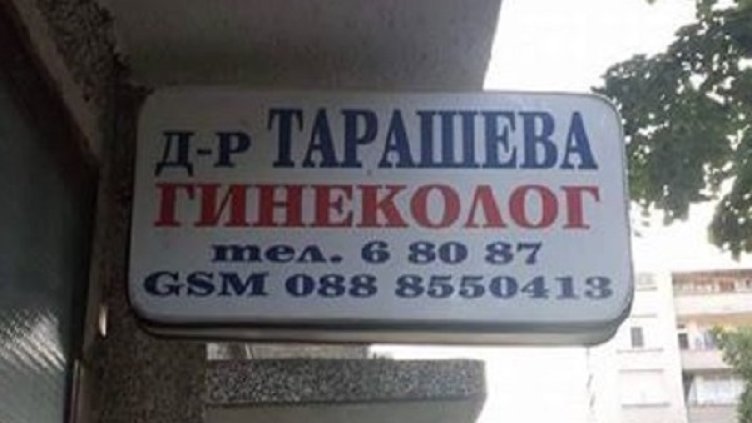 Д-Р ТАРАШЕВА
ГИНЕКОЛОГ
тел. 6 80 87
GSM 088 8550413